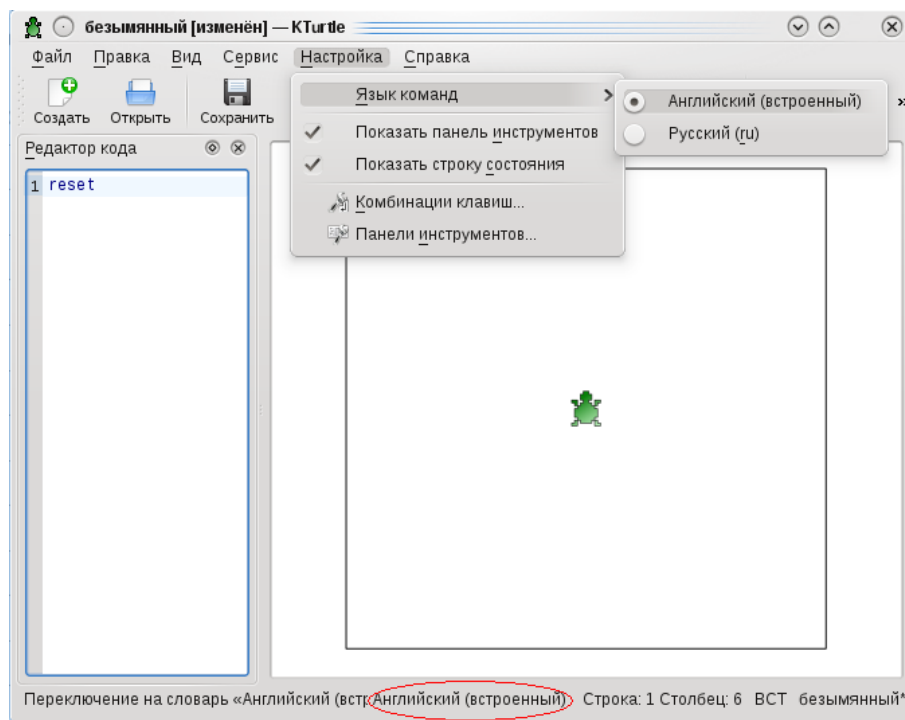 безымянный [изменён] — KTurtle
Файл Правка Вид Сервис Настройка Справка
Создать Открыть Сохранить
Язык команд
Английский (встроенный)
Русский (ru)
Показать панель инструментов
Показать строку состояния
Комбинации клавиш...
Панели инструментов...
Редактор кода
1 reset
Переключение на словарь «Английский (встр Английский (встроенный) Строка: 1 Столбец: 6 ВСТ безымянный*